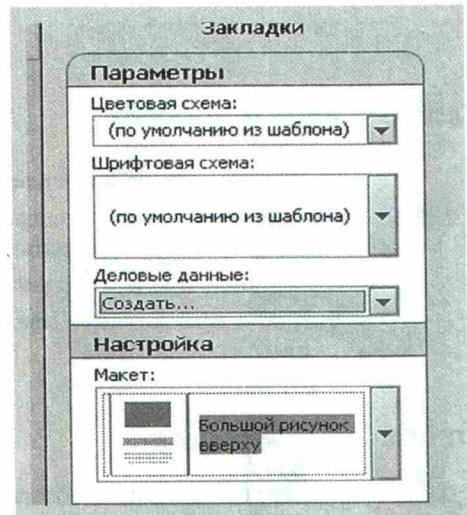 Закладки
Параметры
Цветовая схема:
(по умолчанию из шаблона)
Шрифтовая схема:
(по умолчанию из шаблона)
Деловые данные:
Создать...
Настройка
Макет:
Большой рисунок
вверху